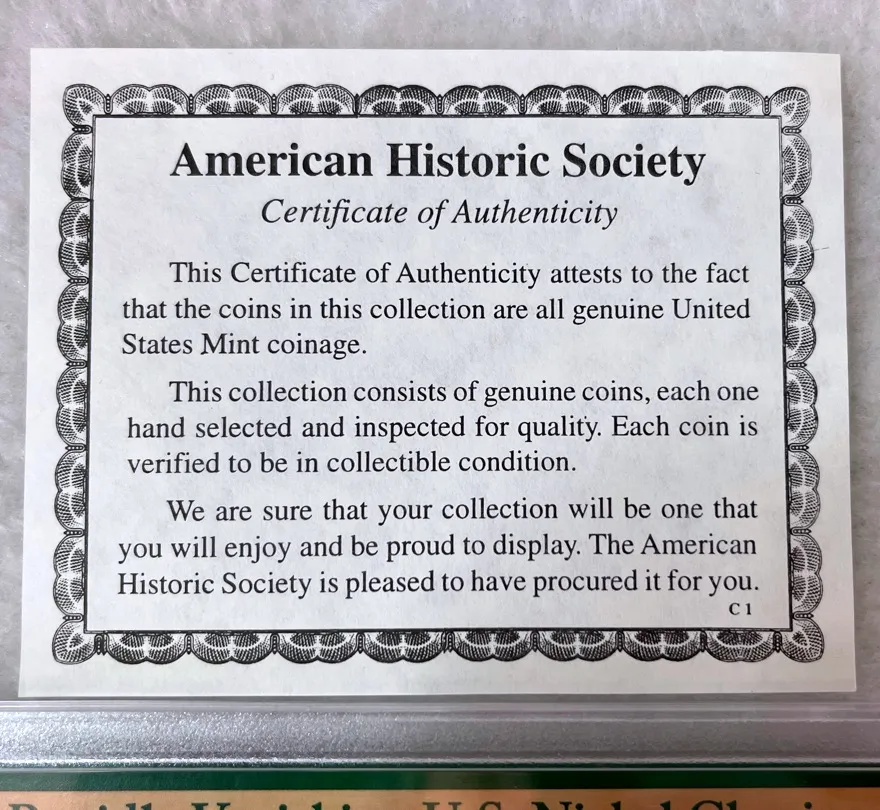 American Historic Society
Certificate of Authenticity
This Certificate of Authenticity attests to the fact
that the coins in this collection are all genuine United
States Mint coinage.
This collection consists of genuine coins, each one
hand selected and inspected for quality. Each coin is
verified to be in collectible condition.
We are sure that your collection will be one that
you will enjoy and be proud to display. The American
Historic Society is pleased to have procured it for you.
C 1
U.S. Nickel